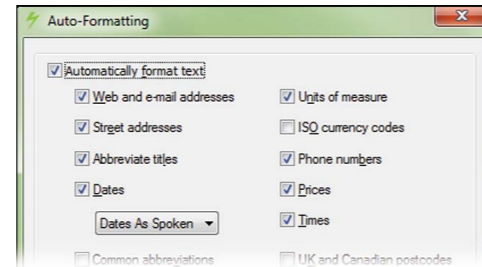 Auto-Formatting
Automatically format text
Web and e-mail addresses
Units of measure
Street addresses
ISO currency codes
Abbreviate titles
Phone numbers
Dates
Prices
Dates As Spoken
Times
Common abbreviations
UK and Canadian postcodes